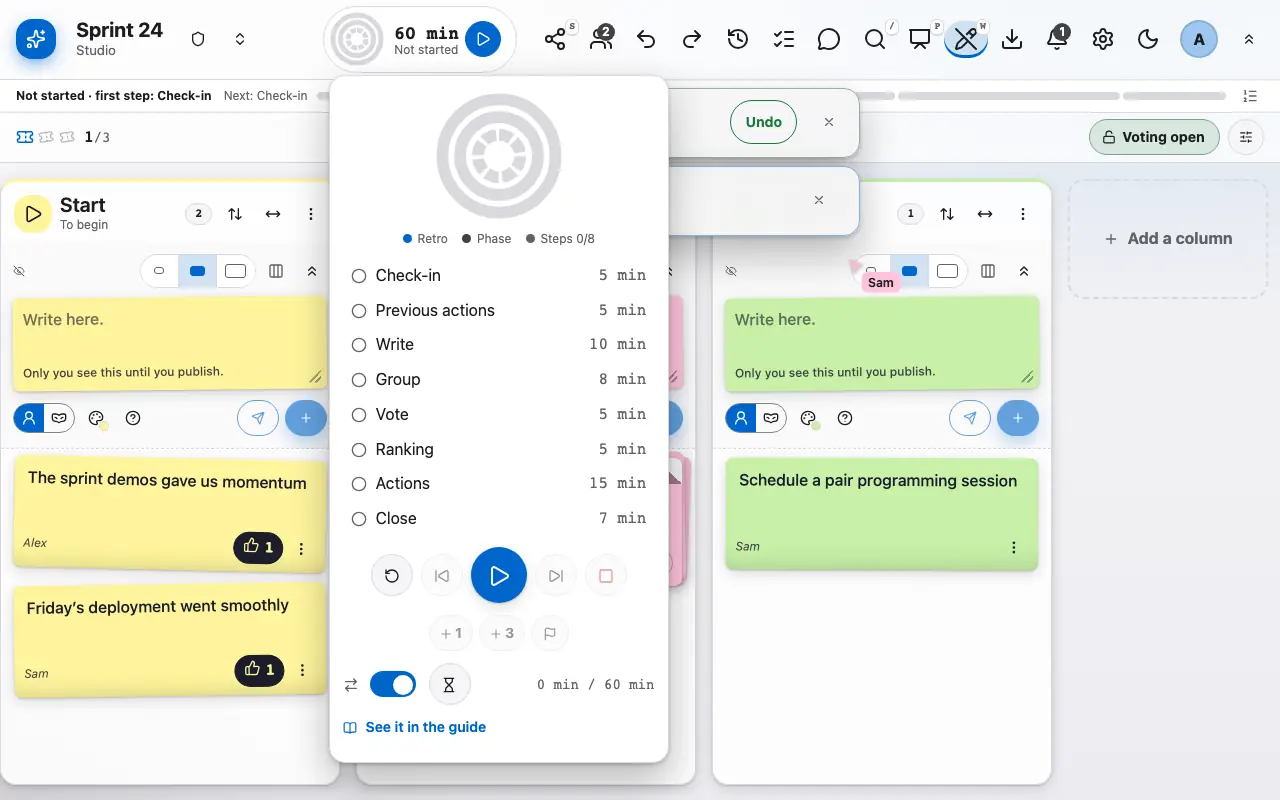 Sprint 24
Studio
60 min
Not started
S
2
/
P
W
1
A
Not started · first step: Check-in
Next: Check-in
1/3
Undo
Voting open
Start
To begin
2
1
Add a column
Retro
Phase
Steps 0/8
Check-in
5 min
Previous actions
5 min
Write
10 min
Group
8 min
Vote
5 min
Ranking
5 min
Actions
15 min
Close
7 min
+ 1
+ 3
0 min / 60 min
See it in the guide
Write here.
Only you see this until you publish.
The sprint demos gave us momentum
Alex
1
Friday’s deployment went smoothly
Sam
1
Sam
Write here.
Only you see this until you publish.
Schedule a pair programming session
Sam